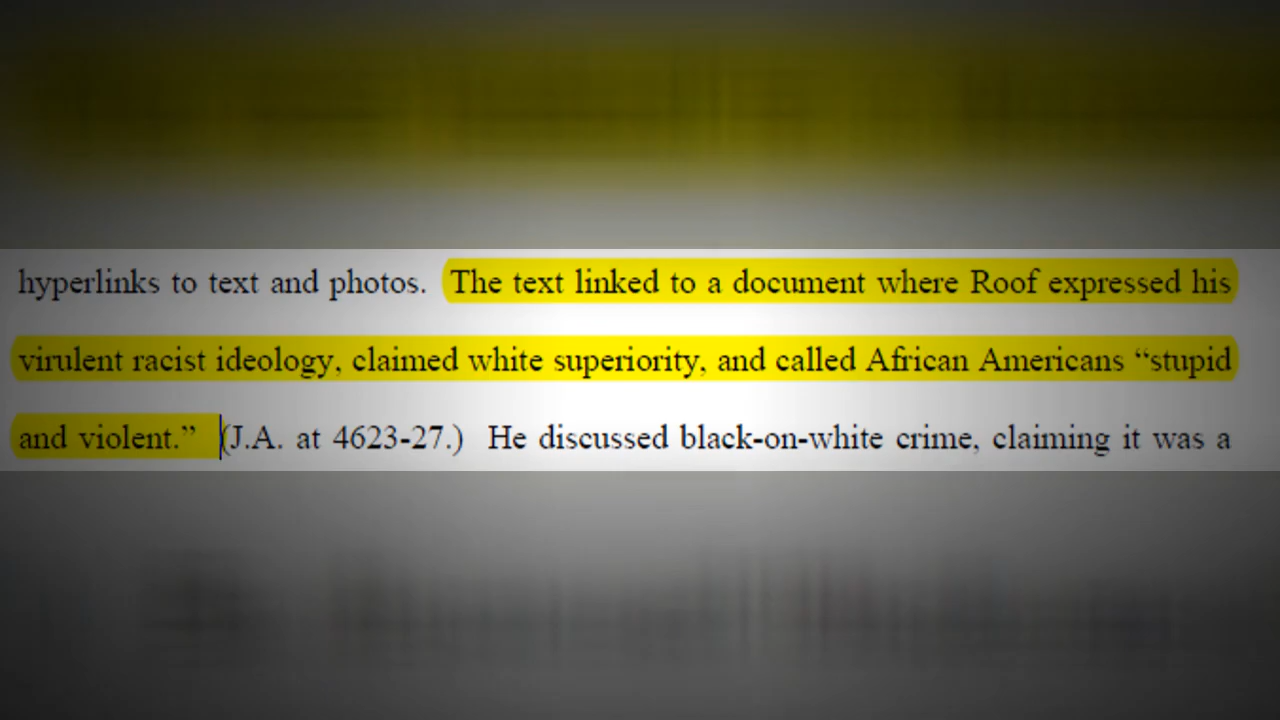 hyperlinks to text and photos. The text linked to a document where Roof expressed his
virulent racist ideology, claimed white superiority, and called African Americans “stupid
and violent.” (J.A. at 4623-27.) He discussed black-on-white crime, claiming it was a